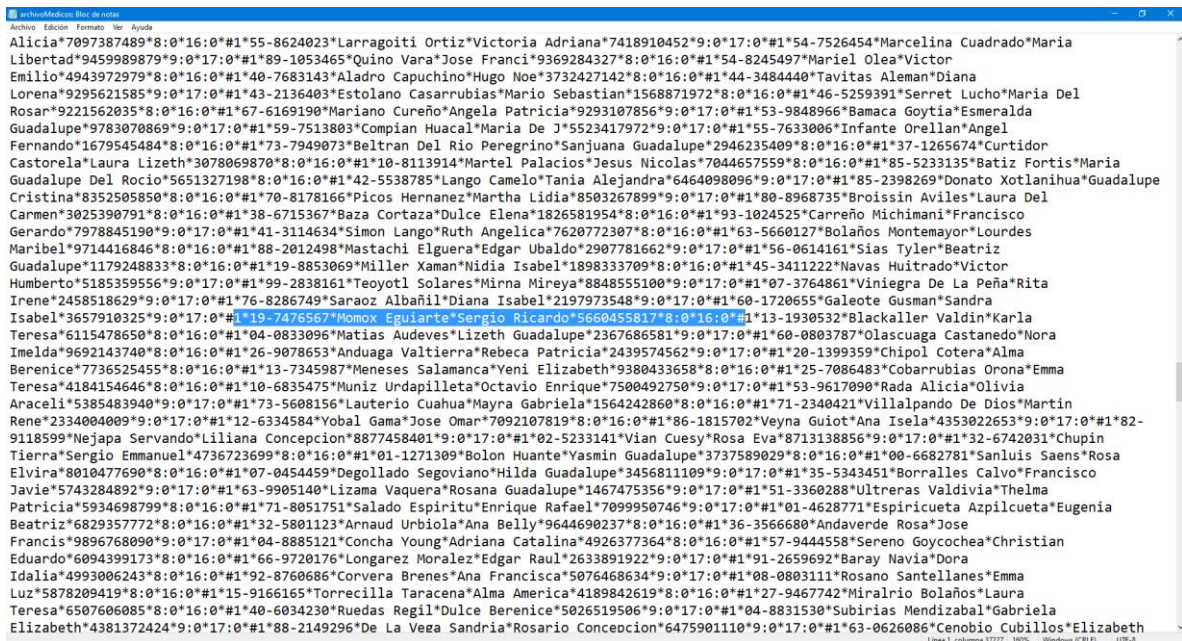 archivoMedicos: Bloc de notas
Archivo Edición Formato Ver Ayuda
Alicia*7097387489*8:0*16:0*#1*55-8624023*Larragoiti Ortiz*Victoria Adriana*7418910452*9:0*17:0*#1*54-7526454*Marcelina Cuadrado*Maria
Libertad*9459989879*9:0*17:0*#1*89-1053465*Quino Vara*Jose Franci*9369284327*8:0*16:0*#1*54-8245497*Mariel Olea*Victor
Emilio*4943972979*8:0*16:0*#1*40-7683143*Aladro Capuchino*Hugo Noe*3732427142*8:0*16:0*#1*44-3484440*Tavitas Aleman*Diana
Lorena*9295621585*9:0*17:0*#1*43-2136403*Estolano Casarrubias*Mario Sebastian*1568871972*8:0*16:0*#1*46-5259391*Serret Lucho*Maria Del
Rosar*9221562035*8:0*16:0*#1*67-6169190*Mariano Cureño*Angela Patricia*9293107856*9:0*17:0*#1*53-9848966*Bamaca Goytia*Esmeralda
Guadalupe*9783070869*9:0*17:0*#1*59-7513803*Compian Huacal*Maria De J*5523417972*9:0*17:0*#1*55-7633006*Infante Orellan*Angel
Fernando*1679545484*8:0*16:0*#1*73-7949073*Beltran Del Rio Peregrino*Sanjuana Guadalupe*2946235409*8:0*16:0*#1*37-1265674*Curtidor
Castorela*Laura Lizeth*3078069870*8:0*16:0*#1*10-8113914*Martel Palacios*Jesus Nicolas*7044657559*8:0*16:0*#1*85-5233135*Batiz Fortis*Maria
Guadalupe Del Rocio*5651327198*8:0*16:0*#1*42-5538785*Lango Camelo*Tania Alejandra*6464098096*9:0*17:0*#1*85-2398269*Donato Xotlanihua*Guadalupe
Cristina*8352505850*8:0*16:0*#1*70-8178166*Picos Hernanez*Martha Lidia*8503267899*9:0*17:0*#1*80-8968735*Broissin Aviles*Laura Del
Carmen*3025390791*8:0*16:0*#1*38-6715367*Baza Cortaza*Dulce Elena*1826581954*8:0*16:0*#1*93-1024525*Carreño Michimani*Francisco
Gerardo*7978845190*9:0*17:0*#1*41-3114634*Simon Lango*Ruth Angelica*7620772307*8:0*16:0*#1*63-5660127*Bolaños Montemayor*Lourdes
Maribel*9714416846*8:0*16:0*#1*88-2012498*Mastachi Elguera*Edgar Ubaldo*2907781662*9:0*17:0*#1*56-0614161*Sias Tyler*Beatriz
Guadalupe*1179248833*8:0*16:0*#1*19-8853069*Miller Xaman*Nidia Isabel*1898333709*8:0*16:0*#1*45-3411222*Navas Huitrado*Victor
Humberto*5185359556*9:0*17:0*#1*99-2838161*Teoyotl Solares*Mirna Mireya*8848555100*9:0*17:0*#1*07-3764861*Viniegra De La Peña*Rita
Irene*2458518629*9:0*17:0*#1*76-8286749*Saraoz Albañil*Diana Isabel*2197973548*9:0*17:0*#1*60-1720655*Galeote Gusman*Sandra
Isabel*3657910325*9:0*17:0*#1*19-7476567*Momox Eguiarte*Sergio Ricardo*5660455817*8:0*16:0*#1*13-1930532*Blackaller Valdin*Karla
Teresa*6115478650*8:0*16:0*#1*04-0833096*Matias Audeves*Lizeth Guadalupe*2367686581*9:0*17:0*#1*60-0803787*Olascuaga Castanedo*Nora
Imelda*9692143740*8:0*16:0*#1*26-9078653*Anduaga Valtierra*Rebeca Patricia*2439574562*9:0*17:0*#1*20-1399359*Chipol Cotera*Alma
Berenice*7736525455*8:0*16:0*#1*13-7345987*Meneses Salamanca*Yeni Elizabeth*9380433658*8:0*16:0*#1*25-7086483*Cobarrubias Orona*Emma
Teresa*4184154646*8:0*16:0*#1*10-6835475*Muniz Urdapilleta*Octavio Enrique*7500492750*9:0*17:0*#1*53-9617090*Rada Alicia*Olivia
Araceli*5385483940*9:0*17:0*#1*73-5608156*Lauterio Cuahua*Mayra Gabriela*1564242860*8:0*16:0*#1*71-2340421*Villalpando De Dios*Martin
Rene*2334004009*9:0*17:0*#1*12-6334584*Yobal Gama*Jose Omar*7092107819*8:0*16:0*#1*86-1815702*Veyna Guiot*Ana Isela*4353022653*9:0*17:0*#1*82-
9118599*Nejapa Servando*Liliana Concepcion*8877458401*9:0*17:0*#1*02-5233141*Vian Cuesy*Rosa Eva*8713138856*9:0*17:0*#1*32-6742031*Chupin
Tierra*Sergio Emmanuel*4736723699*8:0*16:0*#1*01-1271309*Bolon Huante*Yasmin Guadalupe*3737589029*8:0*16:0*#1*00-6682781*Sanluis Saens*Rosa
Elvira*8010477690*8:0*16:0*#1*07-0454459*Degollado Segoviano*Hilda Guadalupe*3456811109*9:0*17:0*#1*35-5343451*Borralles Calvo*Francisco
Javie*5743284892*9:0*17:0*#1*63-9905140*Lizama Vaquera*Rosana Guadalupe*1467475356*9:0*17:0*#1*51-3360288*Ultreras Valdivia*Thelma
Patricia*5934698799*8:0*16:0*#1*71-8051751*Salado Espiritu*Enrique Rafael*7099950746*9:0*17:0*#1*01-4628771*Espiricueta Azpilcueta*Eugenia
Beatriz*6829357772*8:0*16:0*#1*32-5801123*Arnaud Urbiola*Ana Belly*9644690237*8:0*16:0*#1*36-3566680*Andaverde Rosa*Jose
Francis*9896768090*9:0*17:0*#1*04-8885121*Concha Young*Adriana Catalina*4926377364*8:0*16:0*#1*57-9444558*Sereno Goycochea*Christian
Eduardo*6094399173*8:0*16:0*#1*66-9720176*Longarez Moralez*Edgar Raul*2633891922*9:0*17:0*#1*91-2659692*Baray Navia*Dora
Idalia*4993006243*8:0*16:0*#1*92-8760686*Corvera Brenes*Ana Francisca*5076468634*9:0*17:0*#1*08-0803111*Rosano Santellanes*Emma
Luz*5878209419*8:0*16:0*#1*15-9166165*Torrecilla Taracena*Alma America*4189842619*8:0*16:0*#1*27-9467742*Miralrio Bolaños*Laura
Teresa*6507606085*8:0*16:0*#1*40-6034230*Ruedas Regil*Dulce Berenice*5026519506*9:0*17:0*#1*04-8831530*Subirias Mendizabal*Gabriela
Elizabeth*4381372424*9:0*17:0*#1*88-2149296*De La Vega Sandria*Rosario Concepcion*6475901110*9:0*17:0*#1*63-0626086*Cenobio Cubillos*Elizabeth
Línea 1, columna 37227 160% Windows (CRLF) UTF-8